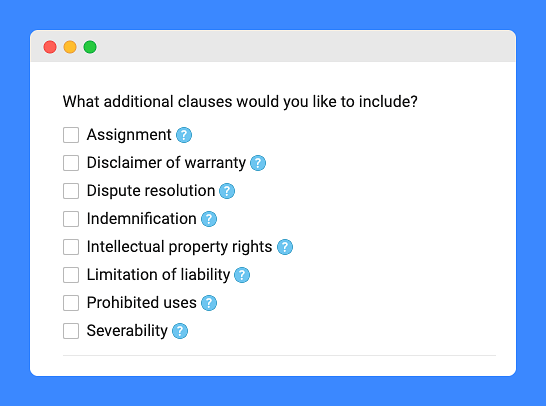 What additional clauses would you like to include?
Assignment ?
Disclaimer of warranty ?
Dispute resolution ?
Indemnification ?
Intellectual property rights ?
Limitation of liability ?
Prohibited uses ?
Severability ?